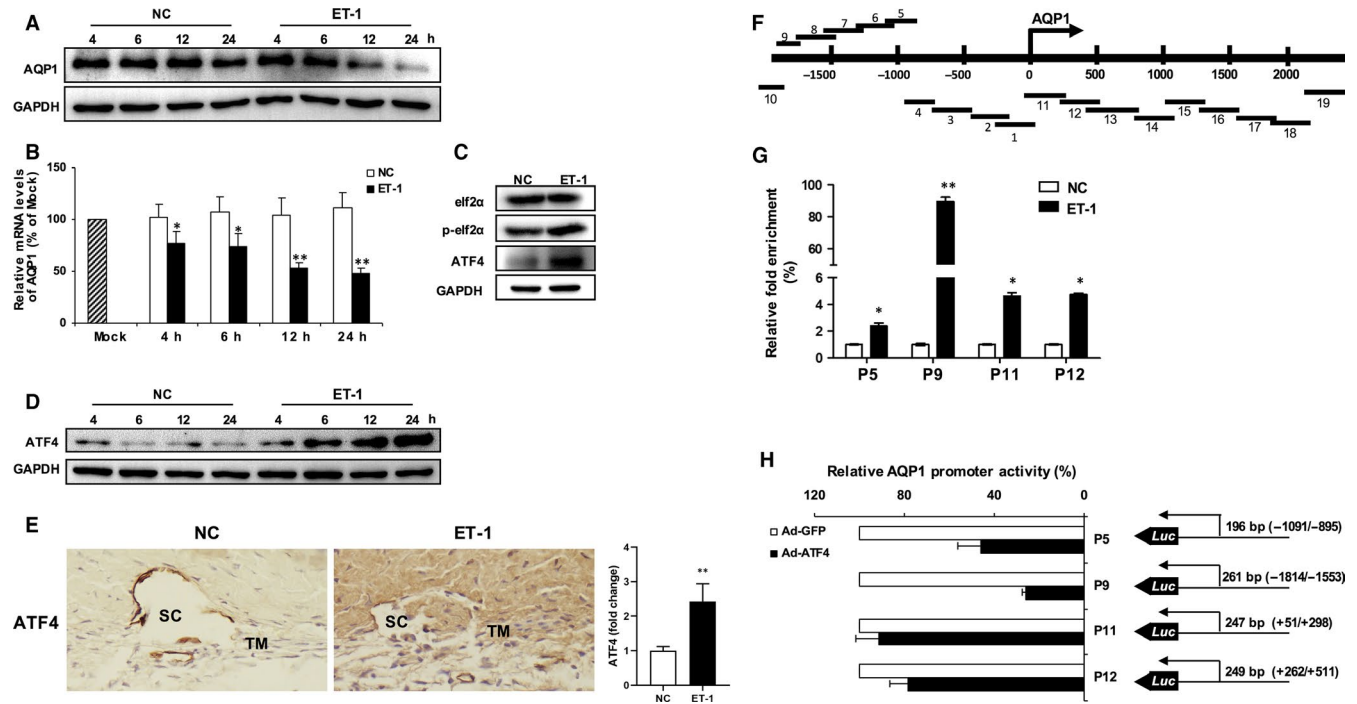 A
NC
ET-1
4 6 12 24 4 6 12 24 h
AQP1
GAPDH
B
Relative mRNA levels
of AQP1 (% of Mock)
150
100
50
0
NC
ET-1
* * ** **
Mock 4 h 6 h 12 h 24 h
C
NC ET-1
elf2α
p-elf2α
ATF4
GAPDH
D
NC
ET-1
4 6 12 24 4 6 12 24 h
ATF4
GAPDH
E
NC
ET-1
ATF4
SC
TM
SC
TM
ATF4 (fold change)
4
3
2
1
0
**
NC ET-1
F
AQP1
9 8 7 6 5
−1500 −1000 −500 0 500 1000 1500 2000
10 4 3 2 1 11 12 13 14 15 16 17 18 19
G
Relative fold enrichment
(%)
100
80
60
40
6
4
2
0
NC
ET-1
* ** * *
P5 P9 P11 P12
H
Relative AQP1 promoter activity (%)
120 80 40 0
Ad-GFP
Ad-ATF4
P5
Luc
196 bp (−1091/−895)
P9
Luc
261 bp (−1814/−1553)
P11
Luc
247 bp (+51/+298)
P12
Luc
249 bp (+262/+511)